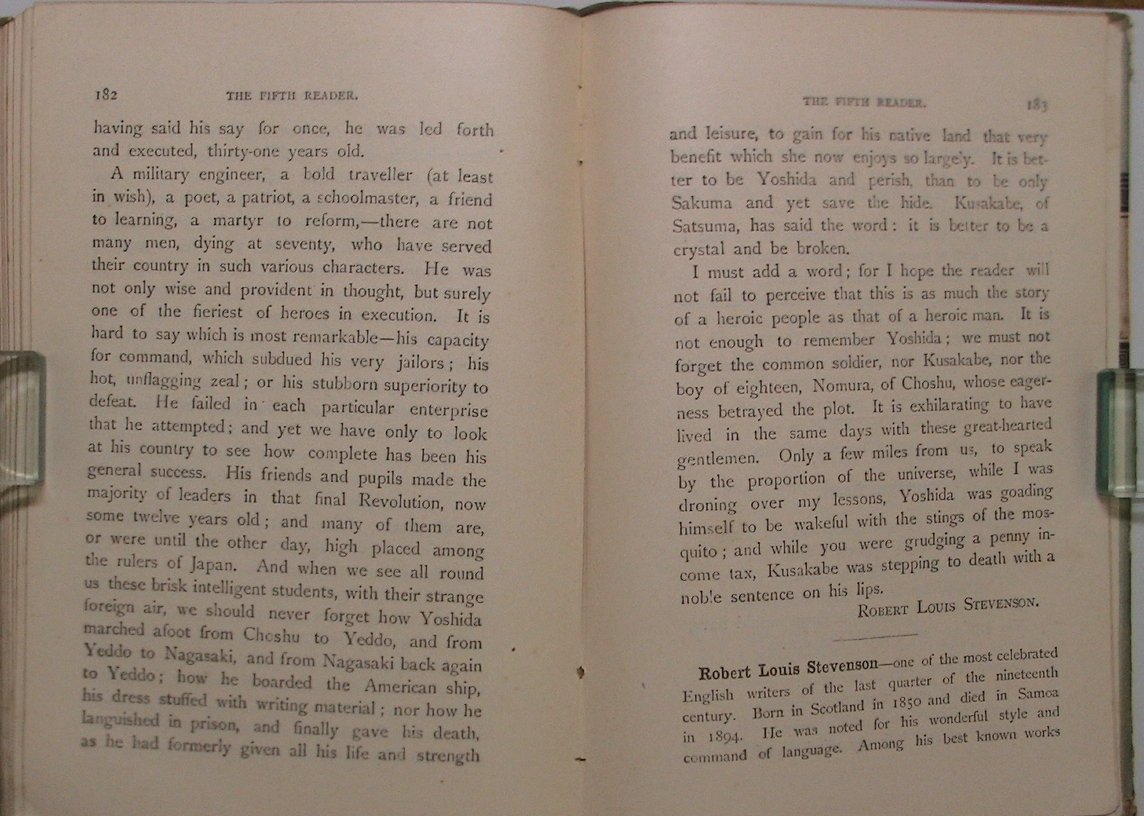 182
THE FIFTH READER.
having said his say for once, he was led forth
and executed, thirty-one years old.
A military engineer, a bold traveller (at least
in wish), a poet, a patriot, a schoolmaster, a friend
to learning, a martyr to reform,—there are not
many men, dying at seventy, who have served
their country in such various characters. He was
not only wise and provident in thought, but surely
one of the fieriest of heroes in execution. It is
hard to say which is most remarkable—his capacity
for command, which subdued his very jailors; his
hot, unflagging zeal; or his stubborn superiority to
defeat. He failed in each particular enterprise
that he attempted; and yet we have only to look
at his country to see how complete has been his
general success. His friends and pupils made the
majority of leaders in that final Revolution, now
some twelve years old; and many of them are,
or were until the other day, high placed among
the rulers of Japan. And when we see all round
us these brisk intelligent students, with their strange
foreign air, we should never forget how Yoshida
marched afoot from Choshu to Yeddo, and from
Yeddo to Nagasaki, and from Nagasaki back again
to Yeddo; how he boarded the American ship,
his dress stuffed with writing material; nor how he
languished in prison, and finally gave his death,
as he had formerly given all his life and strength
THE FIFTH READER.
183
and leisure, to gain for his native land that very
benefit which she now enjoys so largely. It is bet-
ter to be Yoshida and perish, than to be only
Sakuma and yet save the hide. Kusakabe, of
Satsuma, has said the word: it is better to be a
crystal and be broken.
I must add a word; for I hope the reader will
not fail to perceive that this is as much the story
of a heroic people as that of a heroic man. It is
not enough to remember Yoshida; we must not
forget the common soldier, nor Kusakabe, nor the
boy of eighteen, Nomura, of Choshu, whose eager-
ness betrayed the plot. It is exhilarating to have
lived in the same days with these great-hearted
gentlemen. Only a few miles from us, to speak
by the proportion of the universe, while I was
droning over my lessons, Yoshida was goading
himself to be wakeful with the stings of the mos-
quito; and while you were grudging a penny in-
come tax, Kusakabe was stepping to death with a
noble sentence on his lips.
ROBERT LOUIS STEVENSON.
Robert Louis Stevenson—one of the most celebrated
English writers of the last quarter of the nineteenth
century. Born in Scotland in 1850 and died in Samoa
in 1894. He was noted for his wonderful style and
command of language. Among his best known works